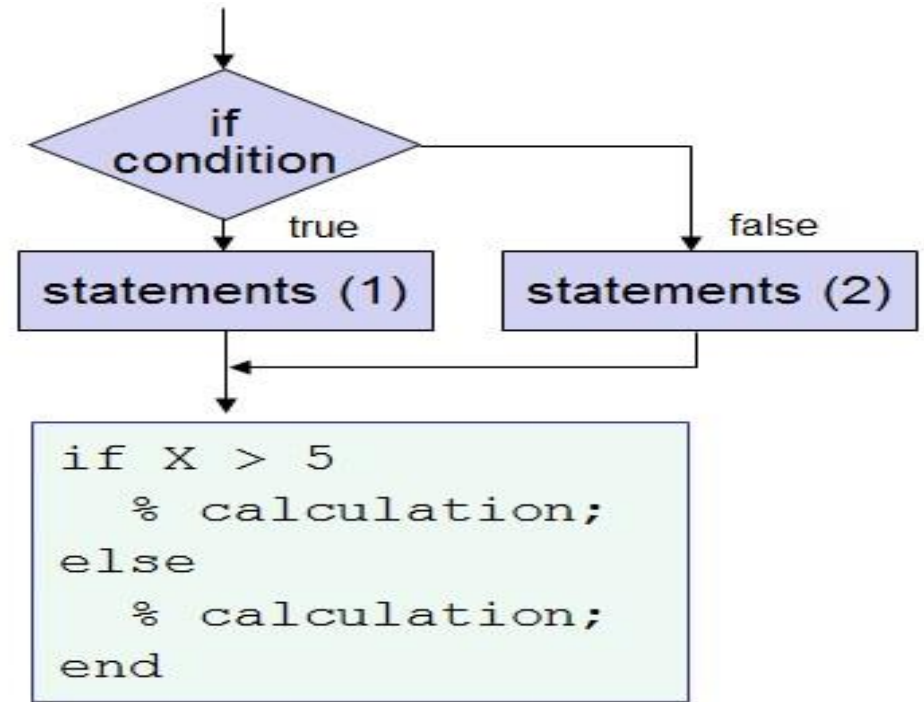 if
condition
true
false
statements (1)
statements (2)
if X > 5
% calculation;
else
% calculation;
end